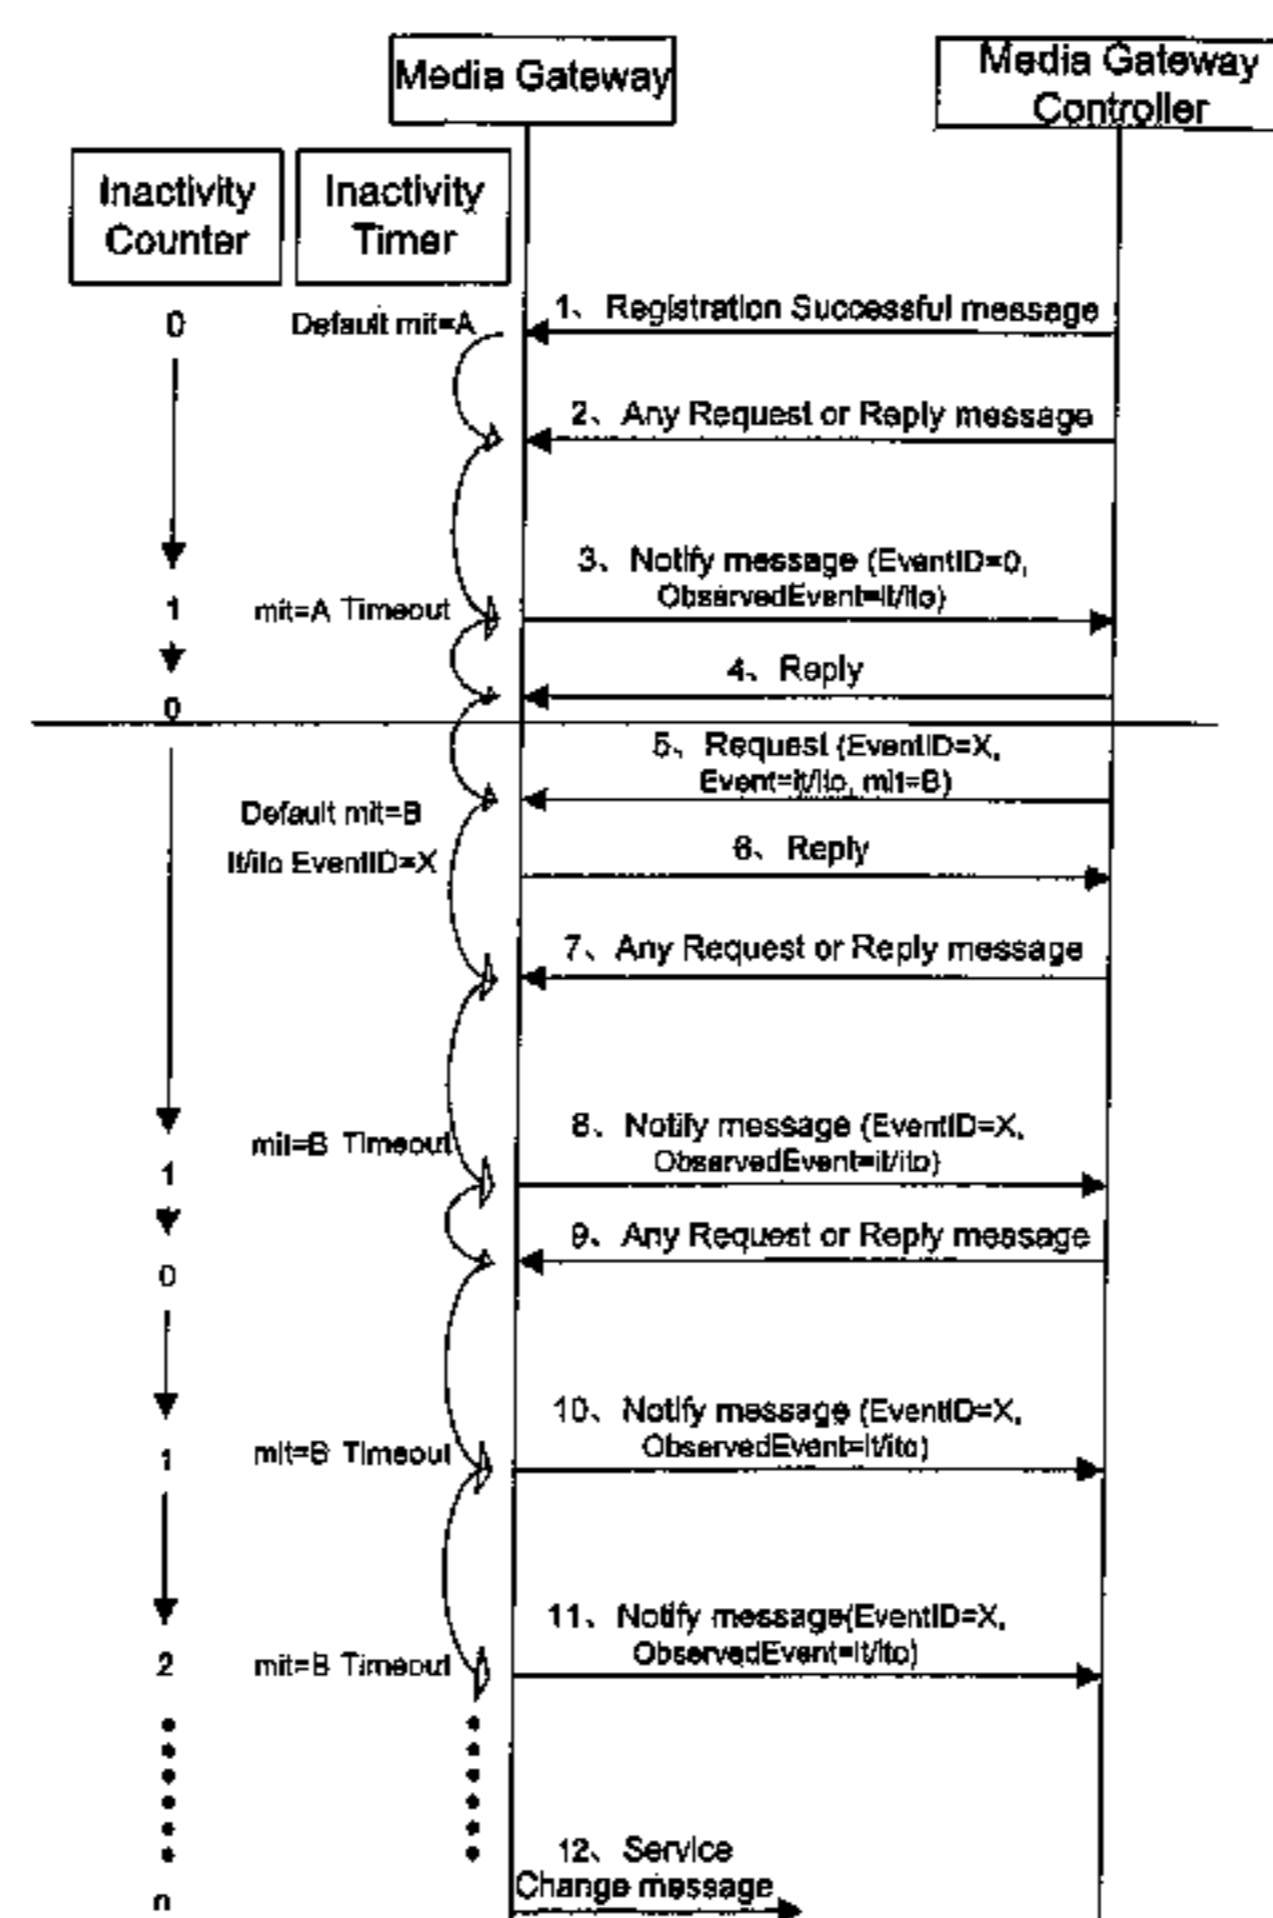 Media Gateway
Media Gateway
Controller
Inactivity
Counter
Inactivity
Timer
0
Default mit=A
1、Registration Successful message
2、Any Request or Reply message
3、Notify message (EventID=0,
ObservedEvent=it/ito)
1
mit=A Timeout
4、Reply
0
5、Request (EventID=X,
Event=it/ito, mit=B)
Default mit=B
It/ito EventID=X
6、Reply
7、Any Request or Reply message
8、Notify message (EventID=X,
ObservedEvent=it/ito)
mit=B Timeout
1
9、Any Request or Reply message
0
10、Notify message (EventID=X,
ObservedEvent=it/ito)
1
mit=B Timeout
11、Notify message(EventID=X,
ObservedEvent=it/ito)
2
mit=B Timeout
12、Service
Change message
n